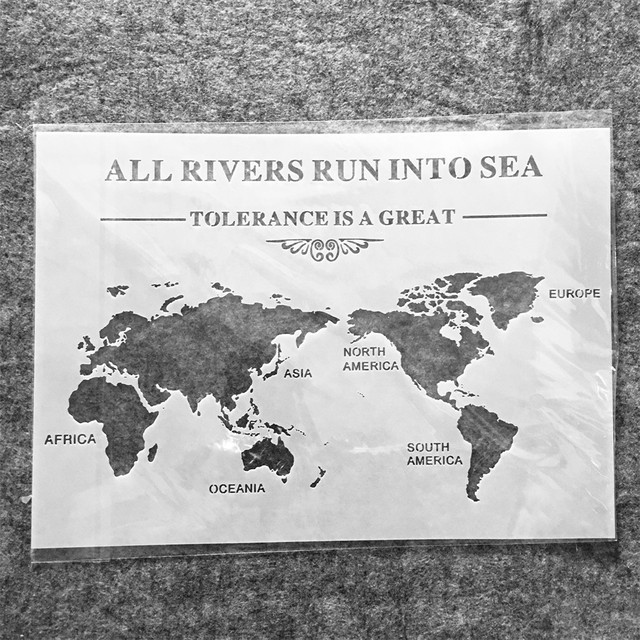 ALL RIVERS RUN INTO SEA
TOLERANCE IS A GREAT
EUROPE
NORTH
AMERICA
ASIA
AFRICA
SOUTH
AMERICA
OCEANIA